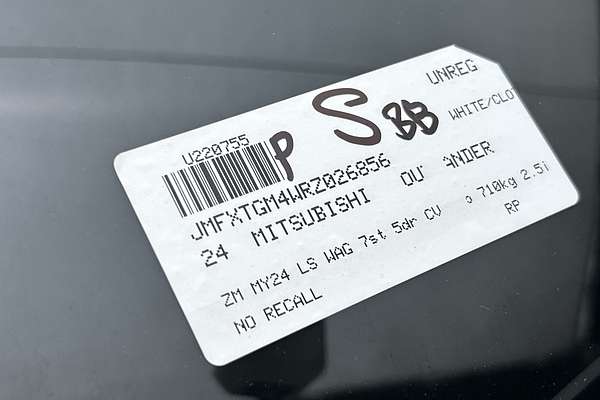 UNREG
U220755 P S BB WHITE/CLO
JMFXTGM4WRZ026856
24 MITSUBISHI OU ANDER
ZM MY24 LS WAG 7st 5dr CV 710kg 2.5i
NO RECALL RP